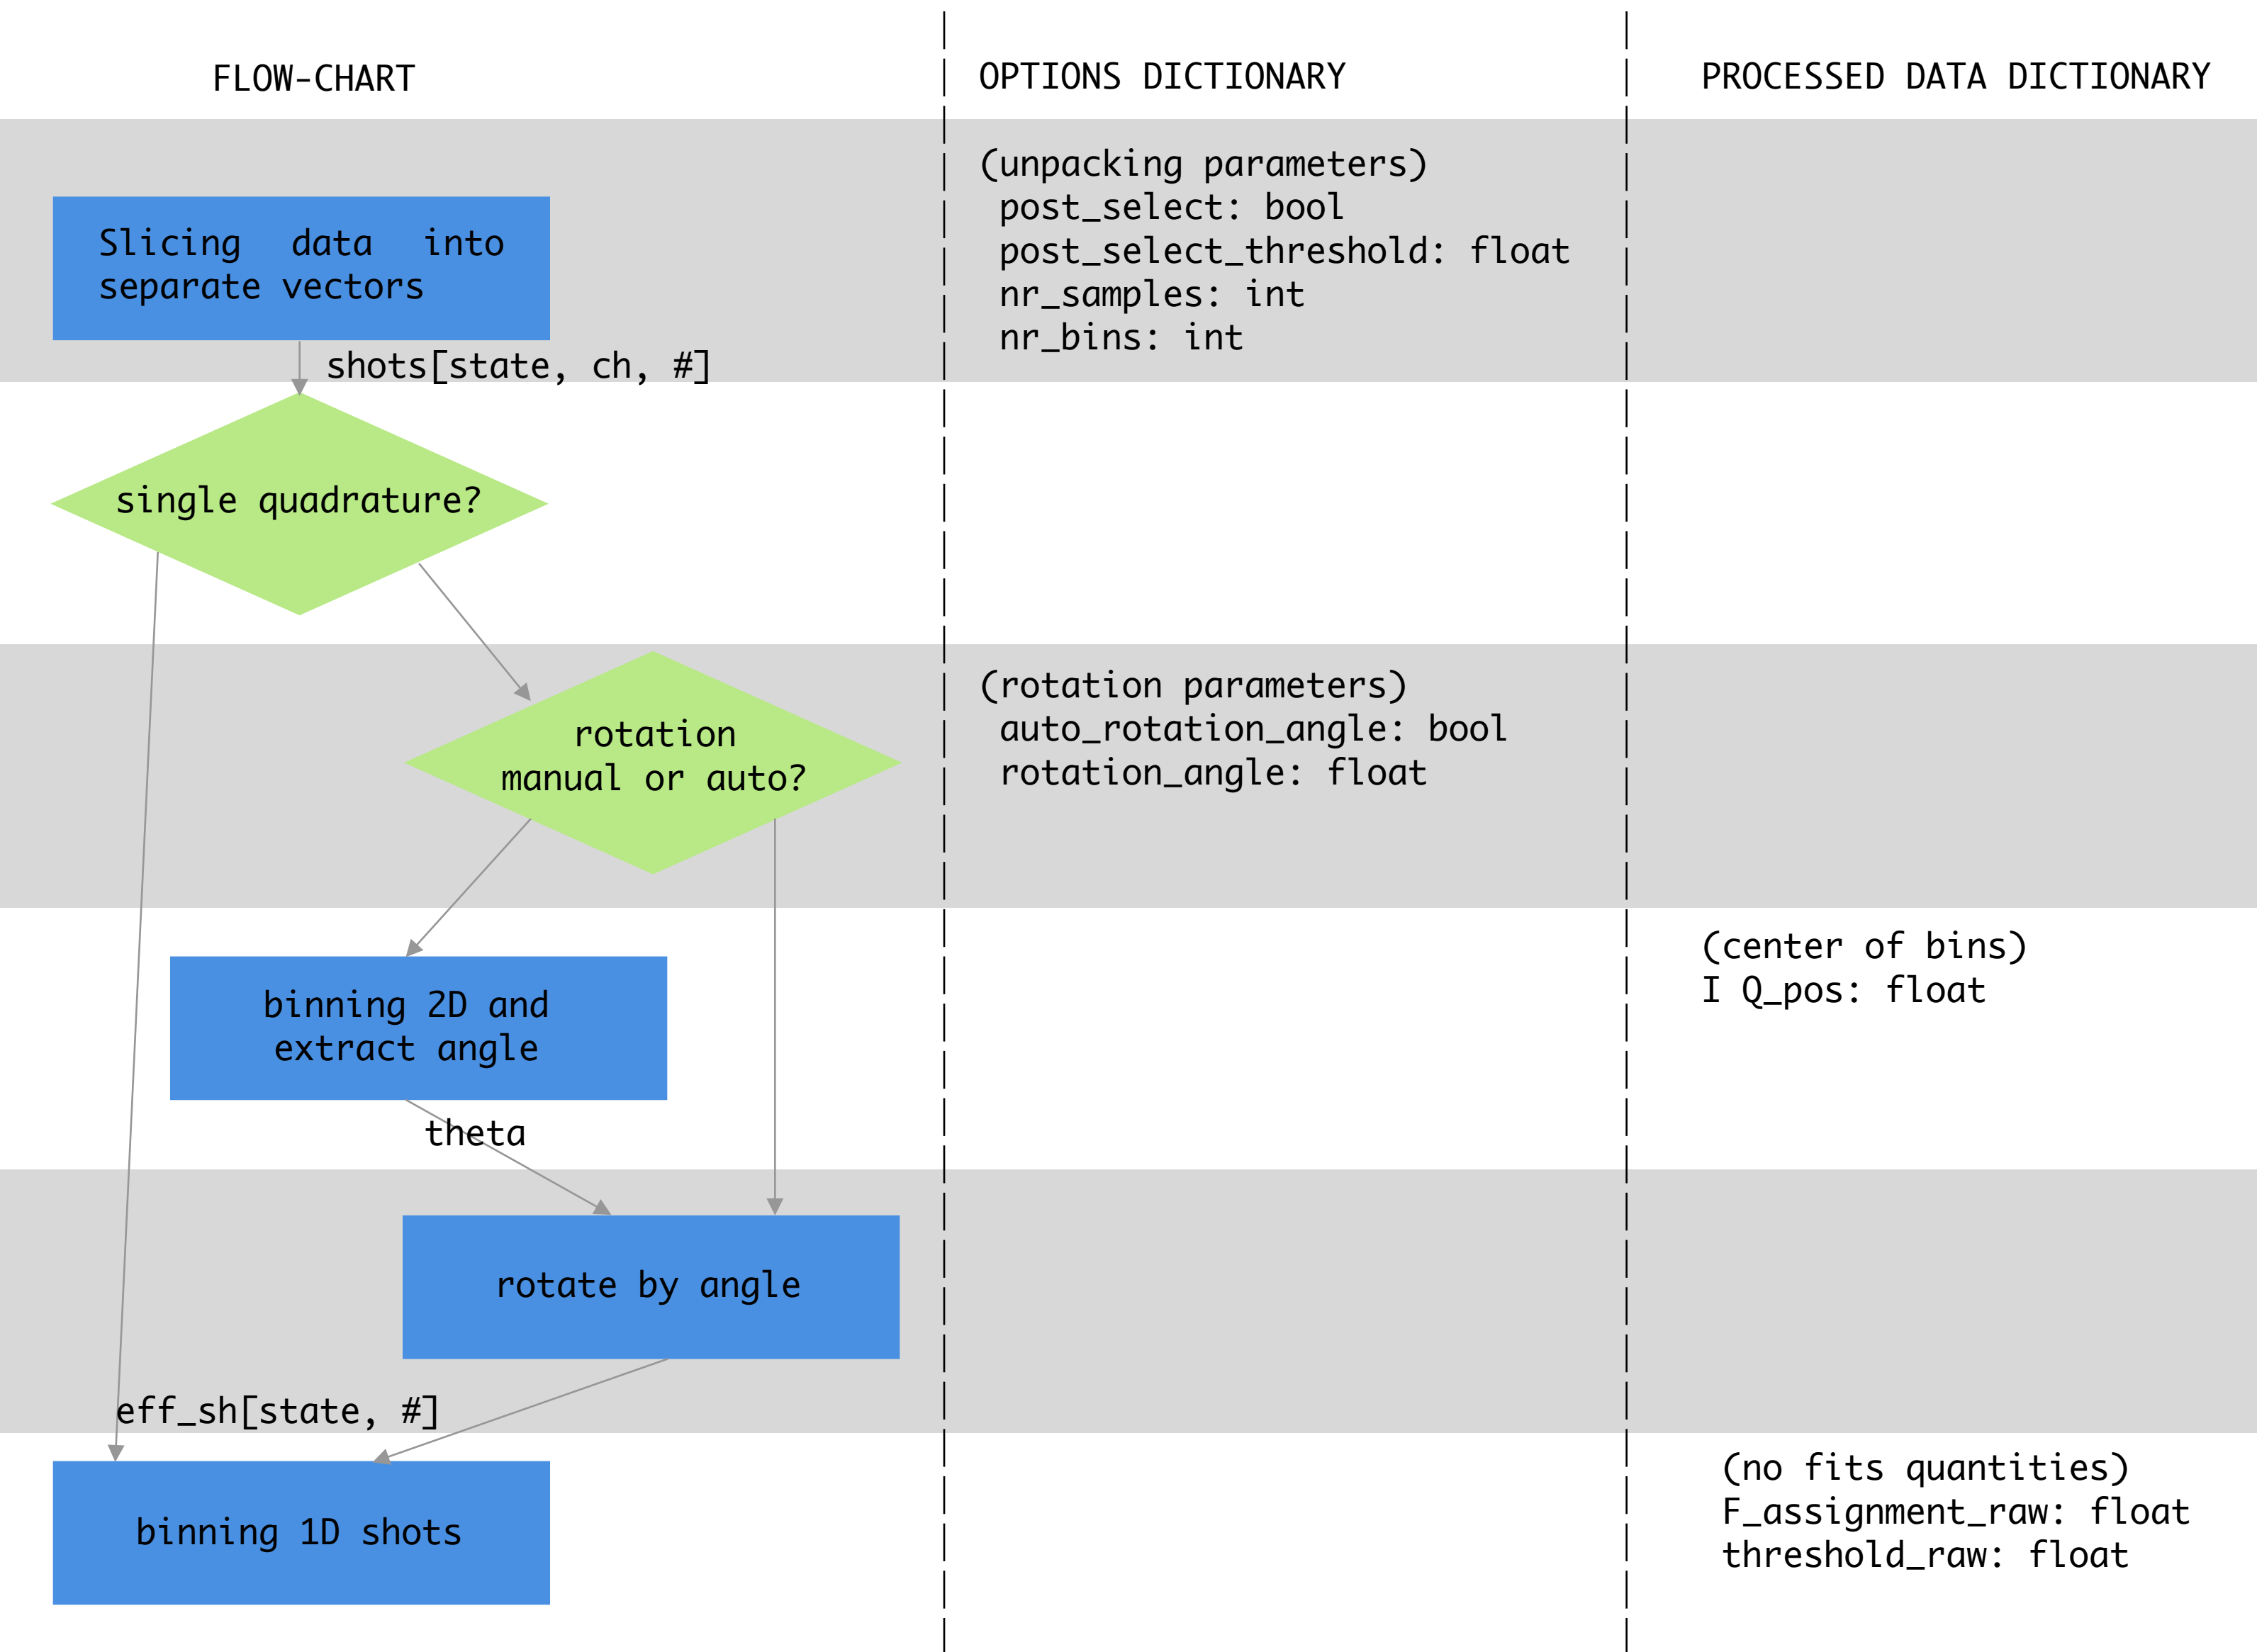 FLOW-CHART
OPTIONS DICTIONARY
PROCESSED DATA DICTIONARY
Slicing data into
separate vectors
shots[state, ch, #]
(unpacking parameters)
post_select: bool
post_select_threshold: float
nr_samples: int
nr_bins: int
single quadrature?
rotation
manual or auto?
(rotation parameters)
auto_rotation_angle: bool
rotation_angle: float
binning 2D and
extract angle
theta
(center of bins)
I Q_pos: float
rotate by angle
eff_sh[state, #]
binning 1D shots
(no fits quantities)
F_assignment_raw: float
threshold_raw: float